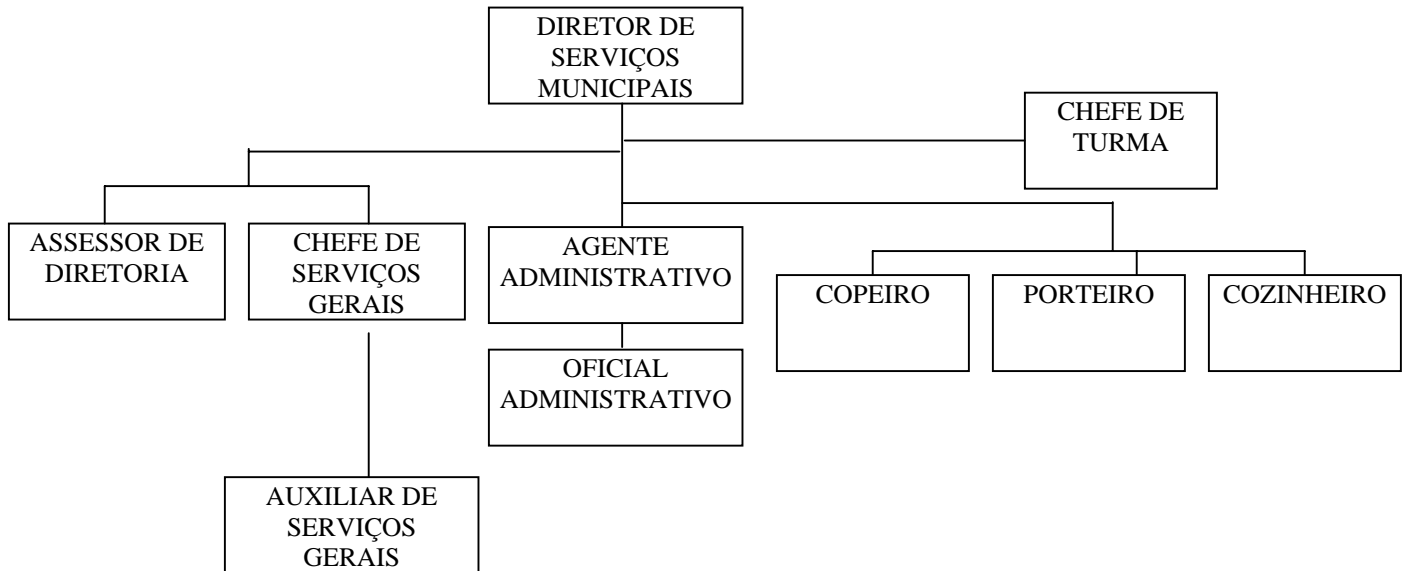 DIRETOR DE
SERVIÇOS
MUNICIPAIS
CHEFE DE
TURMA
ASSESSOR DE
DIRETORIA
CHEFE DE
SERVIÇOS
GERAIS
AGENTE
ADMINISTRATIVO
COPEIRO
PORTEIRO
COZINHEIRO
OFICIAL
ADMINISTRATIVO
AUXILIAR DE
SERVIÇOS
GERAIS